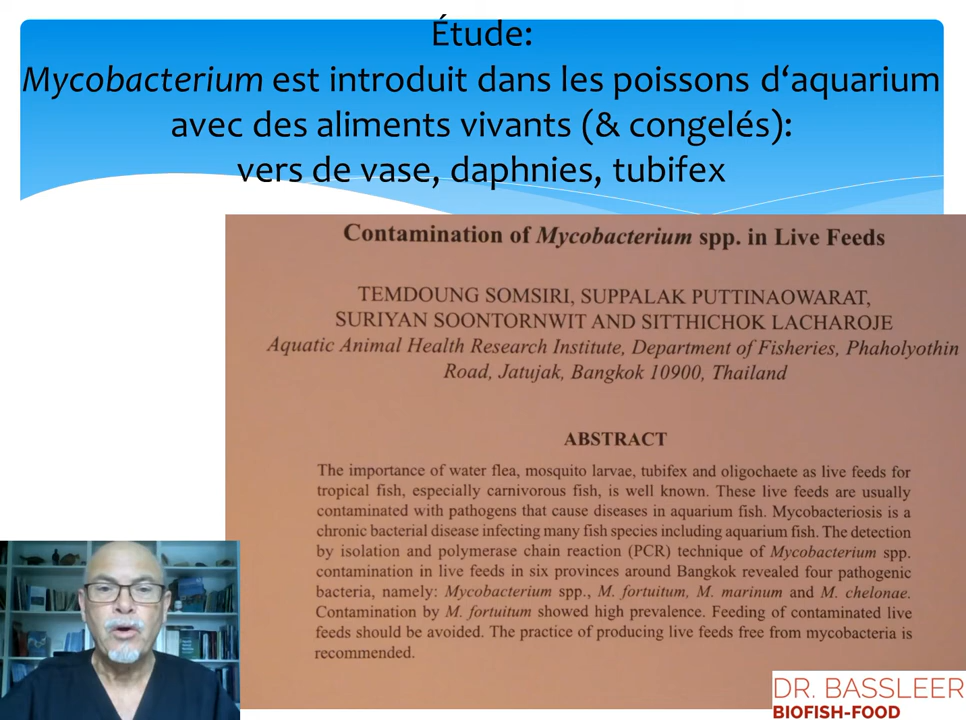 Étude:
Mycobacterium est introduit dans les poissons d‘aquarium
avec des aliments vivants (& congelés):
vers de vase, daphnies, tubifex
Contamination of Mycobacterium spp. in Live Feeds
TEMDOUNG SOMSIRI, SUPPALAK PUTTINAOWARAT,
SURIYAN SOONTORNWIT AND SITTHICHOK LACHAROJE
Aquatic Animal Health Research Institute, Department of Fisheries, Phaholyothin
Road, Jatujak, Bangkok 10900, Thailand
ABSTRACT
The importance of water flea, mosquito larvae, tubifex and oligochaete as live feeds for
tropical fish, especially carnivorous fish, is well known. These live feeds are usually
contaminated with pathogens that cause diseases in aquarium fish. Mycobacteriosis is a
chronic bacterial disease infecting many fish species including aquarium fish. The detection
by isolation and polymerase chain reaction (PCR) technique of Mycobacterium spp.
contamination in live feeds in six provinces around Bangkok revealed four pathogenic
bacteria, namely: Mycobacterium spp., M. fortuitum, M. marinum and M. chelonae.
Contamination by M. fortuitum showed high prevalence. Feeding of contaminated live
feeds should be avoided. The practice of producing live feeds free from mycobacteria is
recommended.
DR. BASSLEER
BIOFISH-FOOD